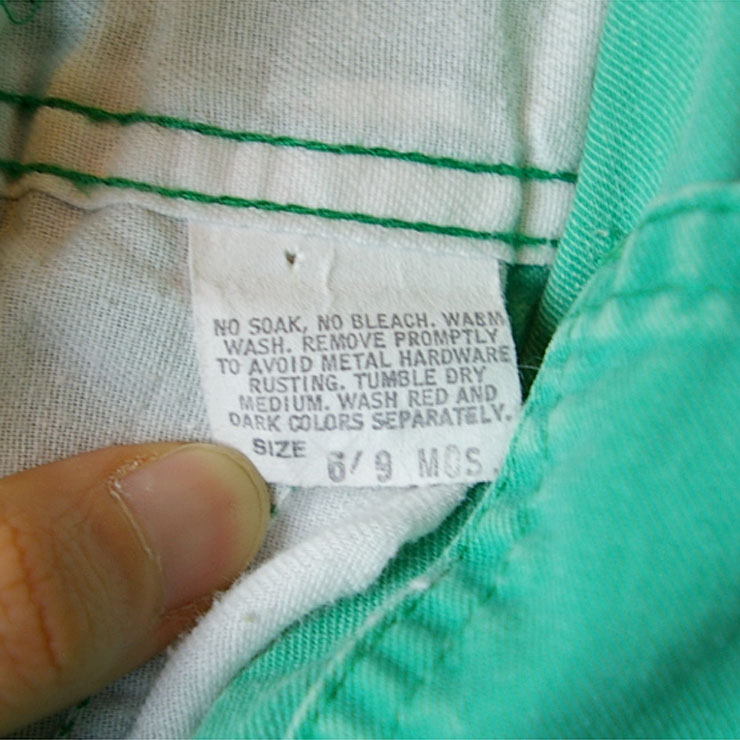 NO SOAK, NO BLEACH. WARM
WASH. REMOVE PROMPTLY
TO AVOID METAL HARDWARE
RUSTING. TUMBLE DRY
MEDIUM. WASH RED AND
DARK COLORS SEPARATELY.
SIZE 6/9 MOS.